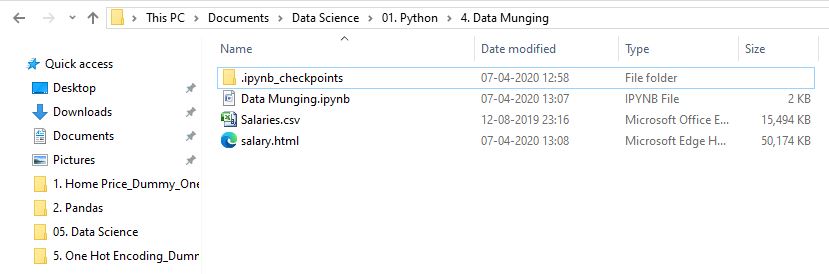 This PC > Documents > Data Science > 01. Python > 4. Data Munging
Name Date modified Type Size
Quick access
Desktop
Downloads
Documents
Pictures
1. Home Price_Dummy_One
2. Pandas
05. Data Science
5. One Hot Encoding_Dumm
.ipynb_checkpoints 07-04-2020 12:58 File folder
Data Munging.ipynb 07-04-2020 13:07 IPYNB File 2 KB
Salaries.csv 12-08-2019 23:16 Microsoft Office E... 15,494 KB
salary.html 07-04-2020 13:08 Microsoft Edge H... 50,174 KB